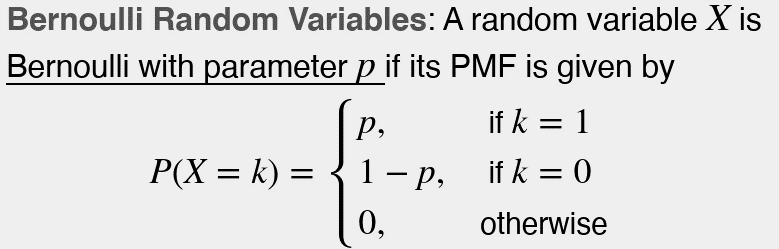 Bernoulli Random Variables: A random variable X is
Bernoulli with parameter p if its PMF is given by
p, if k = 1
P(X = k) = { 1 − p, if k = 0
0, otherwise